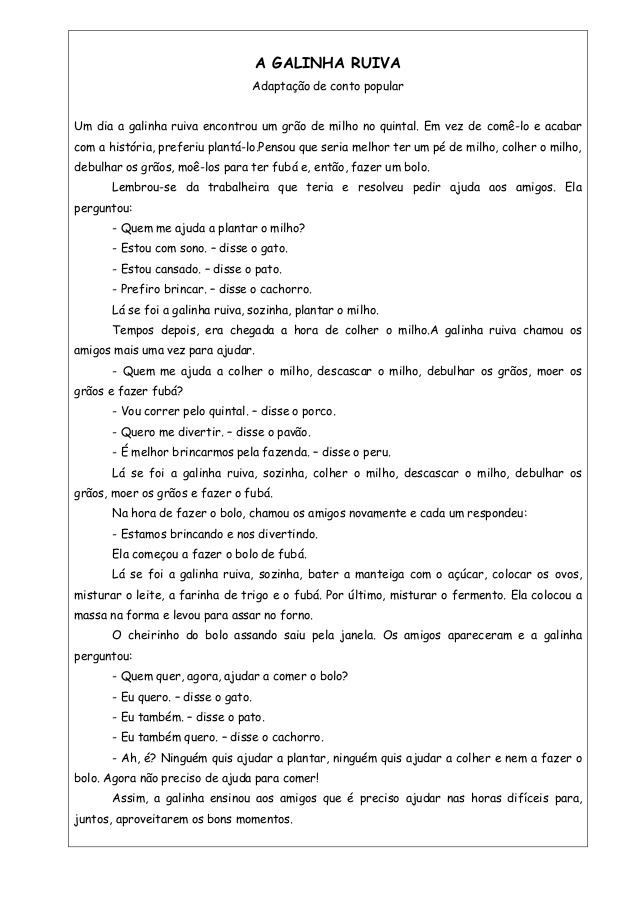 A GALINHA RUIVA
Adaptação de conto popular
Um dia a galinha ruiva encontrou um grão de milho no quintal. Em vez de comê-lo e acabar
com a história, preferiu plantá-lo.Pensou que seria melhor ter um pé de milho, colher o milho,
debulhar os grãos, moê-los para ter fubá e, então, fazer um bolo.
Lembrou-se da trabalheira que teria e resolveu pedir ajuda aos amigos. Ela
perguntou:
- Quem me ajuda a plantar o milho?
- Estou com sono. – disse o gato.
- Estou cansado. – disse o pato.
- Prefiro brincar. – disse o cachorro.
Lá se foi a galinha ruiva, sozinha, plantar o milho.
Tempos depois, era chegada a hora de colher o milho.A galinha ruiva chamou os
amigos mais uma vez para ajudar.
- Quem me ajuda a colher o milho, descascar o milho, debulhar os grãos, moer os
grãos e fazer fubá?
- Vou correr pelo quintal. – disse o porco.
- Quero me divertir. – disse o pavão.
- É melhor brincarmos pela fazenda. – disse o peru.
Lá se foi a galinha ruiva, sozinha, colher o milho, descascar o milho, debulhar os
grãos, moer os grãos e fazer o fubá.
Na hora de fazer o bolo, chamou os amigos novamente e cada um respondeu:
- Estamos brincando e nos divertindo.
Ela começou a fazer o bolo de fubá.
Lá se foi a galinha ruiva, sozinha, bater a manteiga com o açúcar, colocar os ovos,
misturar o leite, a farinha de trigo e o fubá. Por último, misturar o fermento. Ela colocou a
massa na forma e levou para assar no forno.
O cheirinho do bolo assando saiu pela janela. Os amigos apareceram e a galinha
perguntou:
- Quem quer, agora, ajudar a comer o bolo?
- Eu quero. – disse o gato.
- Eu também. – disse o pato.
- Eu também quero. – disse o cachorro.
- Ah, é? Ninguém quis ajudar a plantar, ninguém quis ajudar a colher e nem a fazer o
bolo. Agora não preciso de ajuda para comer!
Assim, a galinha ensinou aos amigos que é preciso ajudar nas horas difíceis para,
juntos, aproveitarem os bons momentos.